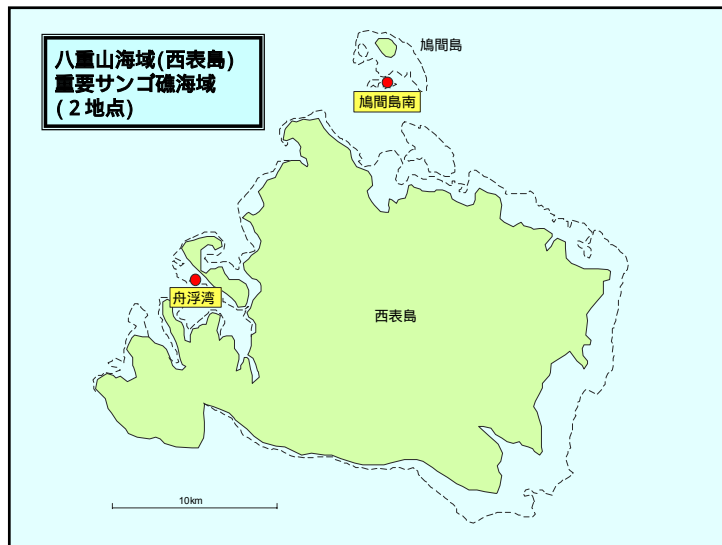 八重山海域(西表島)
重要サンゴ礁海域
(２地点)
鳩間島
鳩間島南
舟浮湾
西表島
10km